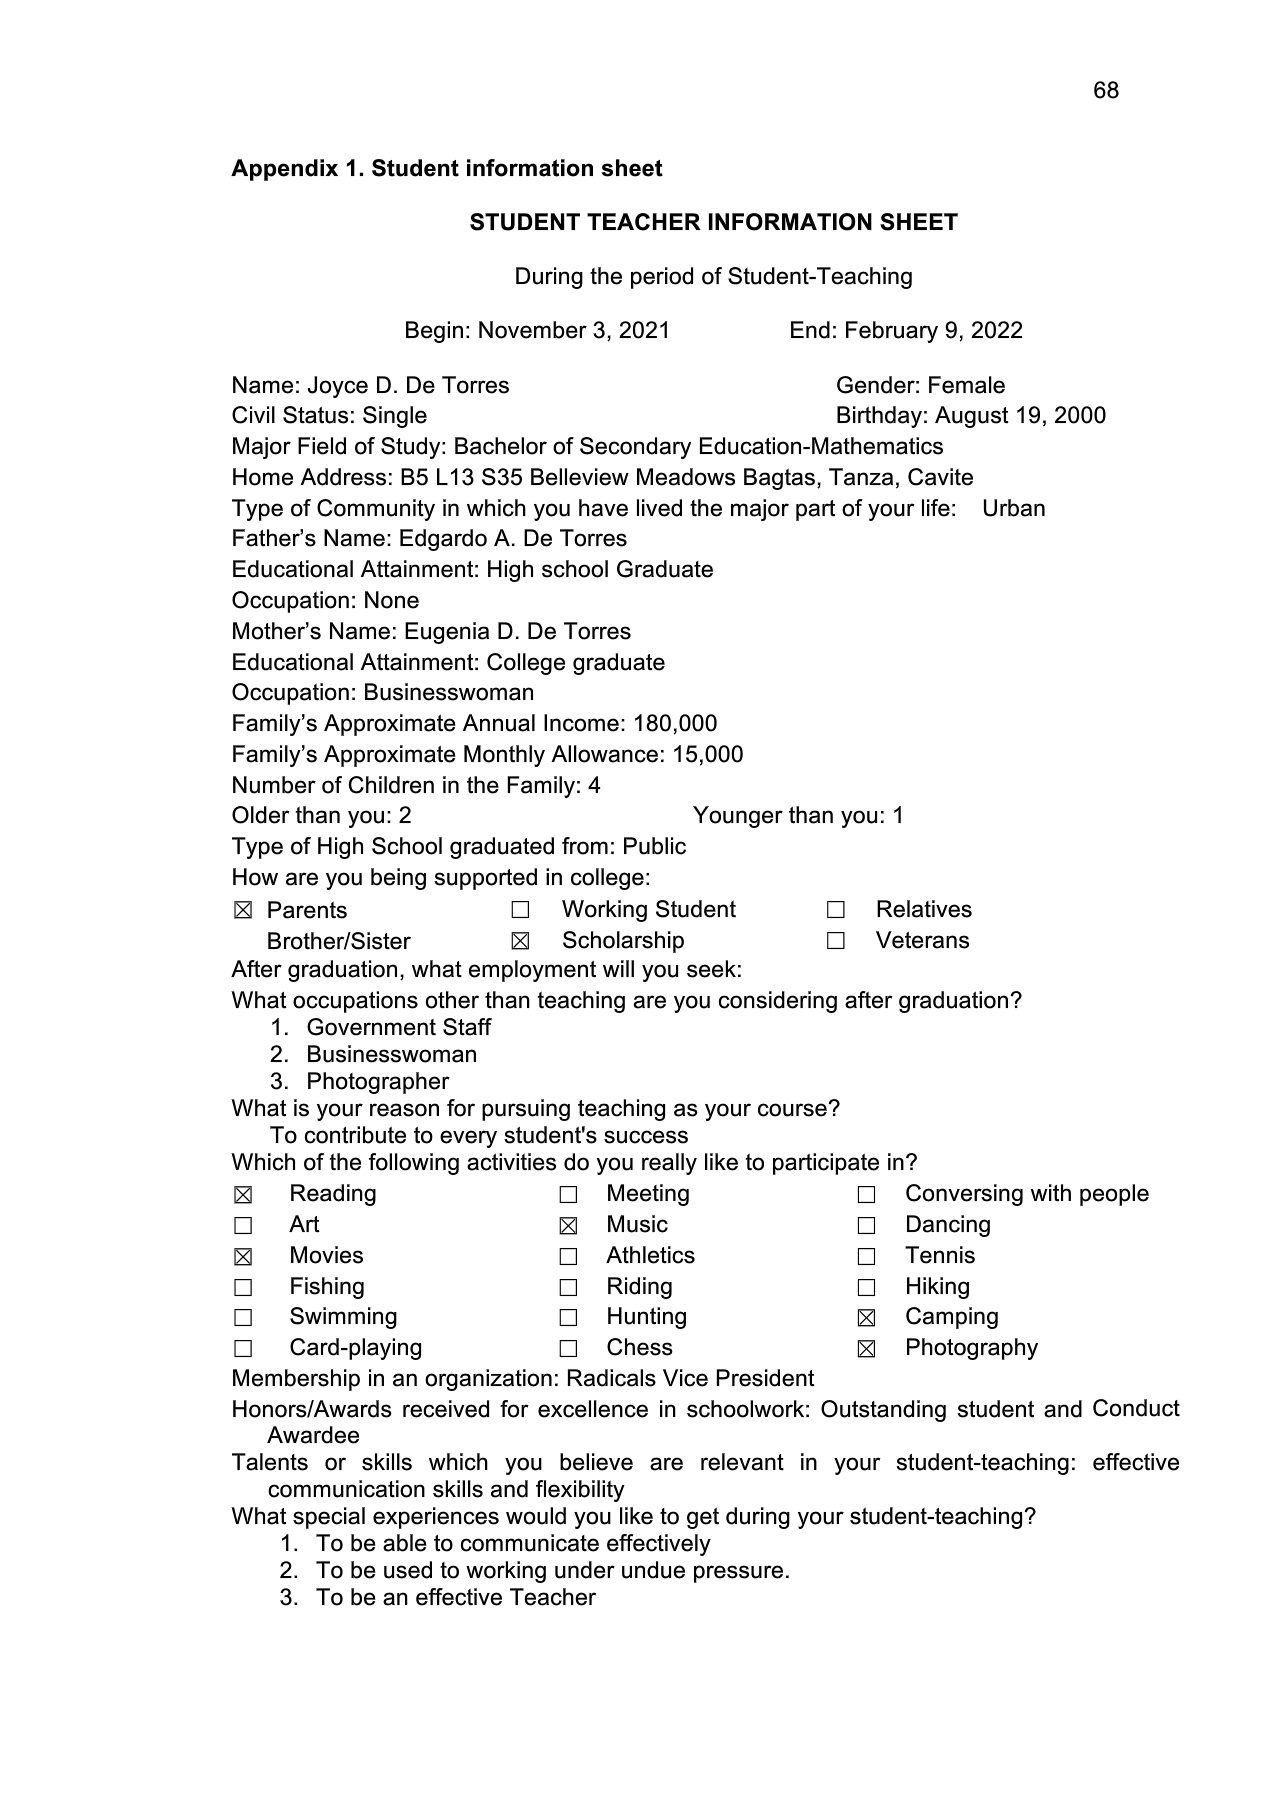 68
Appendix 1. Student information sheet
STUDENT TEACHER INFORMATION SHEET
During the period of Student-Teaching
Begin: November 3, 2021 End: February 9, 2022
Name: Joyce D. De Torres Gender: Female
Civil Status: Single Birthday: August 19, 2000
Major Field of Study: Bachelor of Secondary Education-Mathematics
Home Address: B5 L13 S35 Belleview Meadows Bagtas, Tanza, Cavite
Type of Community in which you have lived the major part of your life: Urban
Father’s Name: Edgardo A. De Torres
Educational Attainment: High school Graduate
Occupation: None
Mother’s Name: Eugenia D. De Torres
Educational Attainment: College graduate
Occupation: Businesswoman
Family’s Approximate Annual Income: 180,000
Family’s Approximate Monthly Allowance: 15,000
Number of Children in the Family: 4
Older than you: 2 Younger than you: 1
Type of High School graduated from: Public
How are you being supported in college:
☒ Parents ☐ Working Student ☐ Relatives
Brother/Sister ☒ Scholarship ☐ Veterans
After graduation, what employment will you seek:
What occupations other than teaching are you considering after graduation?
1. Government Staff
2. Businesswoman
3. Photographer
What is your reason for pursuing teaching as your course?
To contribute to every student's success
Which of the following activities do you really like to participate in?
☒ Reading ☐ Meeting ☐ Conversing with people
☐ Art ☒ Music ☐ Dancing
☒ Movies ☐ Athletics ☐ Tennis
☐ Fishing ☐ Riding ☐ Hiking
☐ Swimming ☐ Hunting ☒ Camping
☐ Card-playing ☐ Chess ☒ Photography
Membership in an organization: Radicals Vice President
Honors/Awards received for excellence in schoolwork: Outstanding student and Conduct
Awardee
Talents or skills which you believe are relevant in your student-teaching: effective
communication skills and flexibility
What special experiences would you like to get during your student-teaching?
1. To be able to communicate effectively
2. To be used to working under undue pressure.
3. To be an effective Teacher